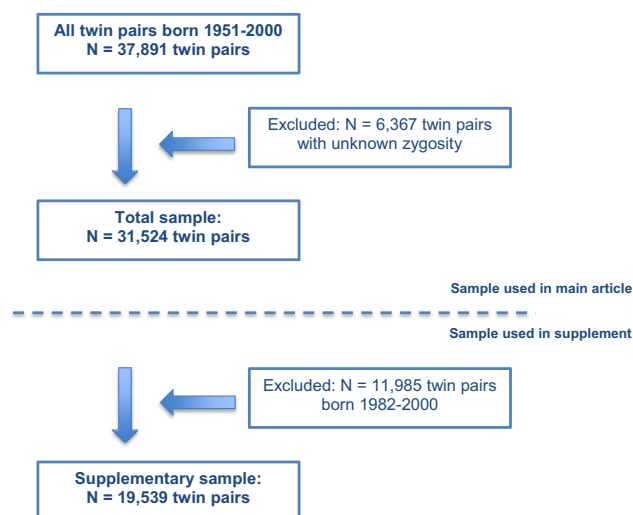 All twin pairs born 1951-2000
N = 37,891 twin pairs
Excluded: N = 6,367 twin pairs
with unknown zygosity
Total sample:
N = 31,524 twin pairs
Sample used in main article
Sample used in supplement
Excluded: N = 11,985 twin pairs
born 1982-2000
Supplementary sample:
N = 19,539 twin pairs